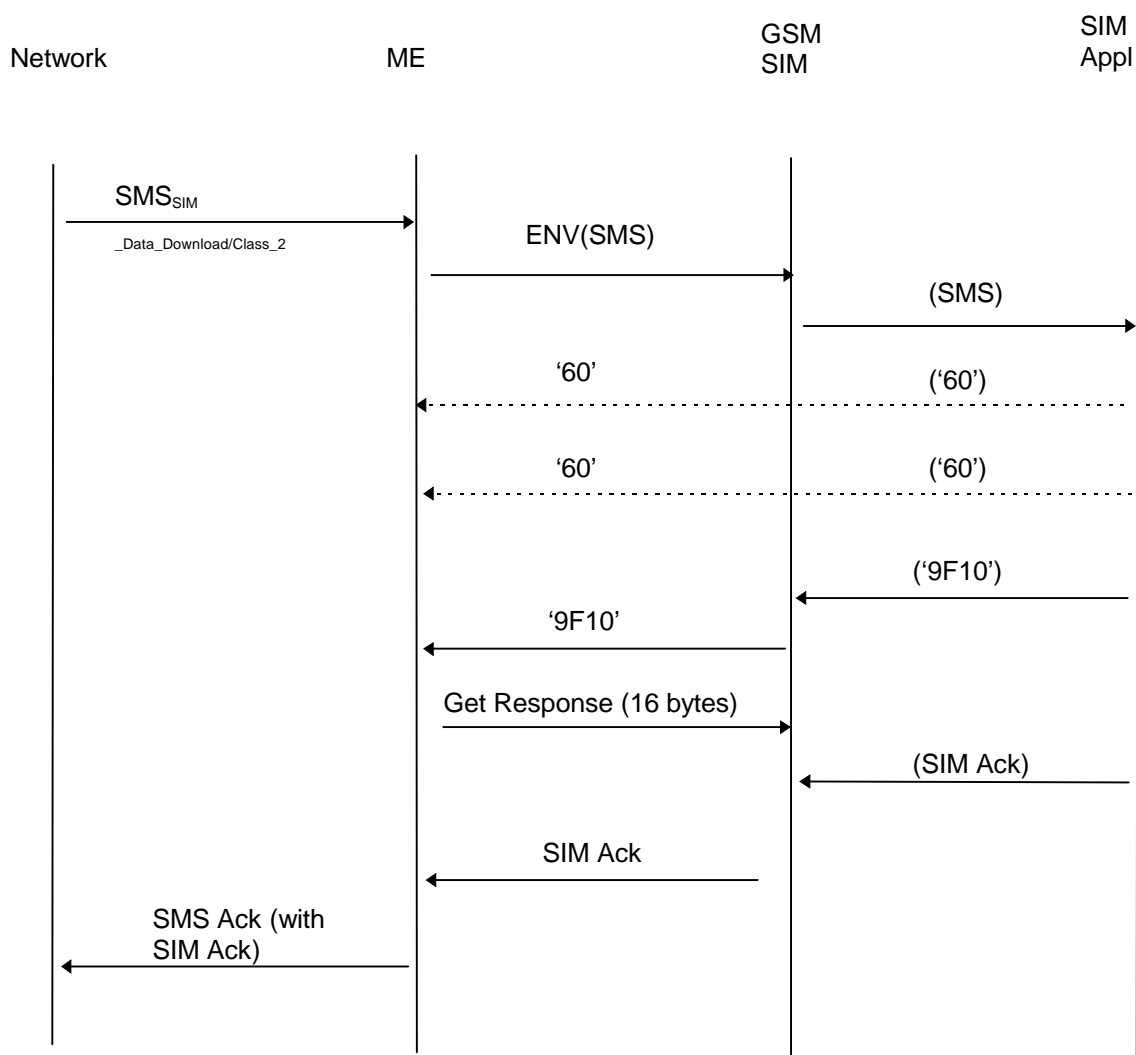 Network
ME
GSM
SIM
SIM
Appl
SMS_SIM
_Data_Download/Class_2
ENV(SMS)
(SMS)
‘60’
(‘60’)
‘60’
(‘60’)
(‘9F10’)
‘9F10’
Get Response (16 bytes)
(SIM Ack)
SIM Ack
SMS Ack (with
SIM Ack)